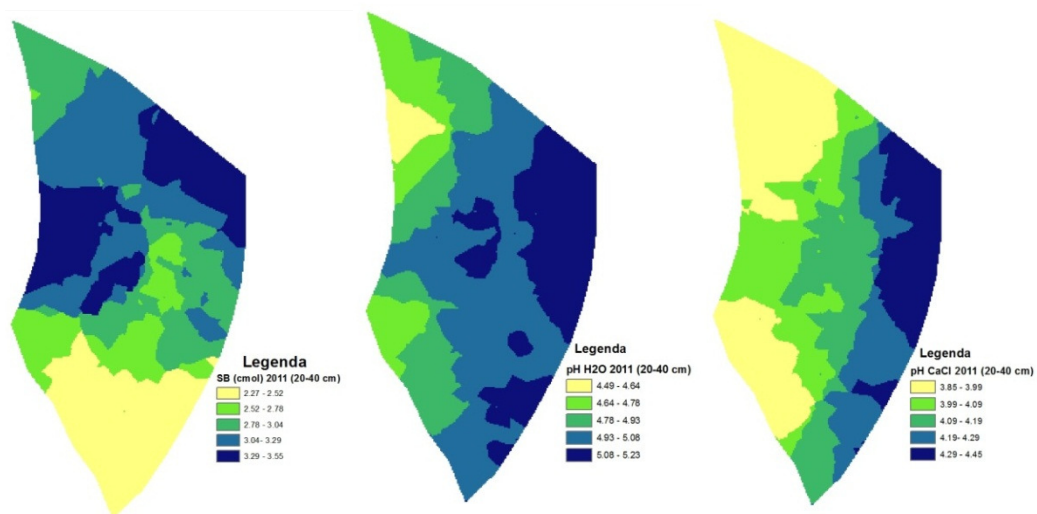 Legenda
SB (cmol) 2011 (20-40 cm)
2.27 - 2.52
2.52 - 2.78
2.78 - 3.04
3.04- 3.29
3.29 - 3.55
Legenda
pH H2O 2011 (20-40 cm)
4.49 - 4.64
4.64 - 4.78
4.78 - 4.93
4.93 - 5.08
5.08 - 5.23
Legenda
pH CaCl 2011 (20-40 cm)
3.85 - 3.99
3.99 - 4.09
4.09 - 4.19
4.19- 4.29
4.29 - 4.45